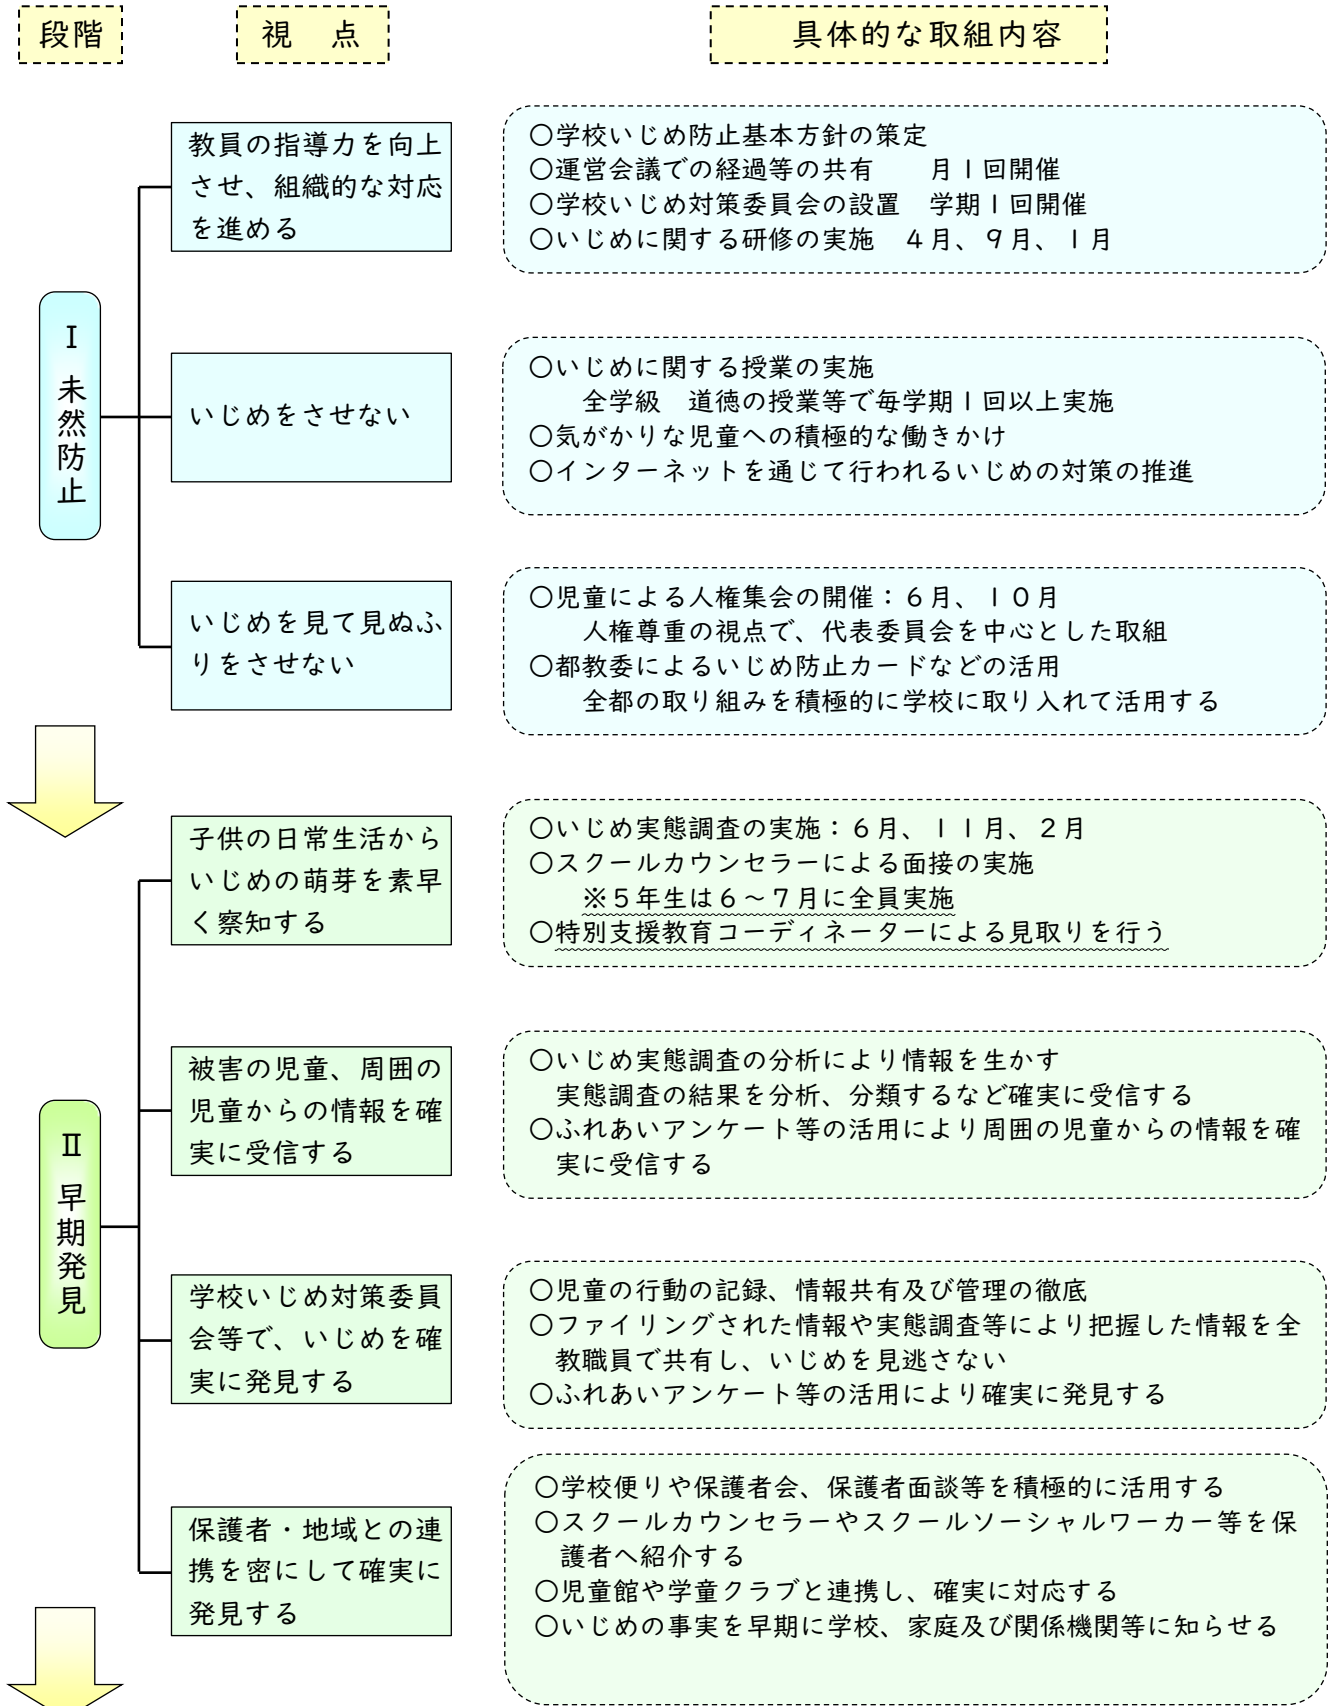 段階　視　点　具体的な取組内容
Ⅰ 未然防止
教員の指導力を向上
させ、組織的な対応
を進める
〇学校いじめ防止基本方針の策定
〇運営会議での経過等の共有　　月１回開催
〇学校いじめ対策委員会の設置　学期１回開催
〇いじめに関する研修の実施　４月、９月、１月
いじめをさせない
〇いじめに関する授業の実施
全学級　道徳の授業等で毎学期１回以上実施
〇気がかりな児童への積極的な働きかけ
〇インターネットを通じて行われるいじめの対策の推進
いじめを見て見ぬふ
りをさせない
〇児童による人権集会の開催：６月、１０月
人権尊重の視点で、代表委員会を中心とした取組
〇都教委によるいじめ防止カードなどの活用
全都の取り組みを積極的に学校に取り入れて活用する
Ⅱ 早期発見
子供の日常生活から
いじめの萌芽を素早
く察知する
〇いじめ実態調査の実施：６月、１１月、２月
〇スクールカウンセラーによる面接の実施
※５年生は６～７月に全員実施
〇特別支援教育コーディネーターによる見取りを行う
被害の児童、周囲の
児童からの情報を確
実に受信する
〇いじめ実態調査の分析により情報を生かす
実態調査の結果を分析、分類するなど確実に受信する
〇ふれあいアンケート等の活用により周囲の児童からの情報を確
実に受信する
学校いじめ対策委員
会等で、いじめを確
実に発見する
〇児童の行動の記録、情報共有及び管理の徹底
〇ファイリングされた情報や実態調査等により把握した情報を全
教職員で共有し、いじめを見逃さない
〇ふれあいアンケート等の活用により確実に発見する
保護者・地域との連
携を密にして確実に
発見する
〇学校便りや保護者会、保護者面談等を積極的に活用する
〇スクールカウンセラーやスクールソーシャルワーカー等を保
護者へ紹介する
〇児童館や学童クラブと連携し、確実に対応する
〇いじめの事実を早期に学校、家庭及び関係機関等に知らせる